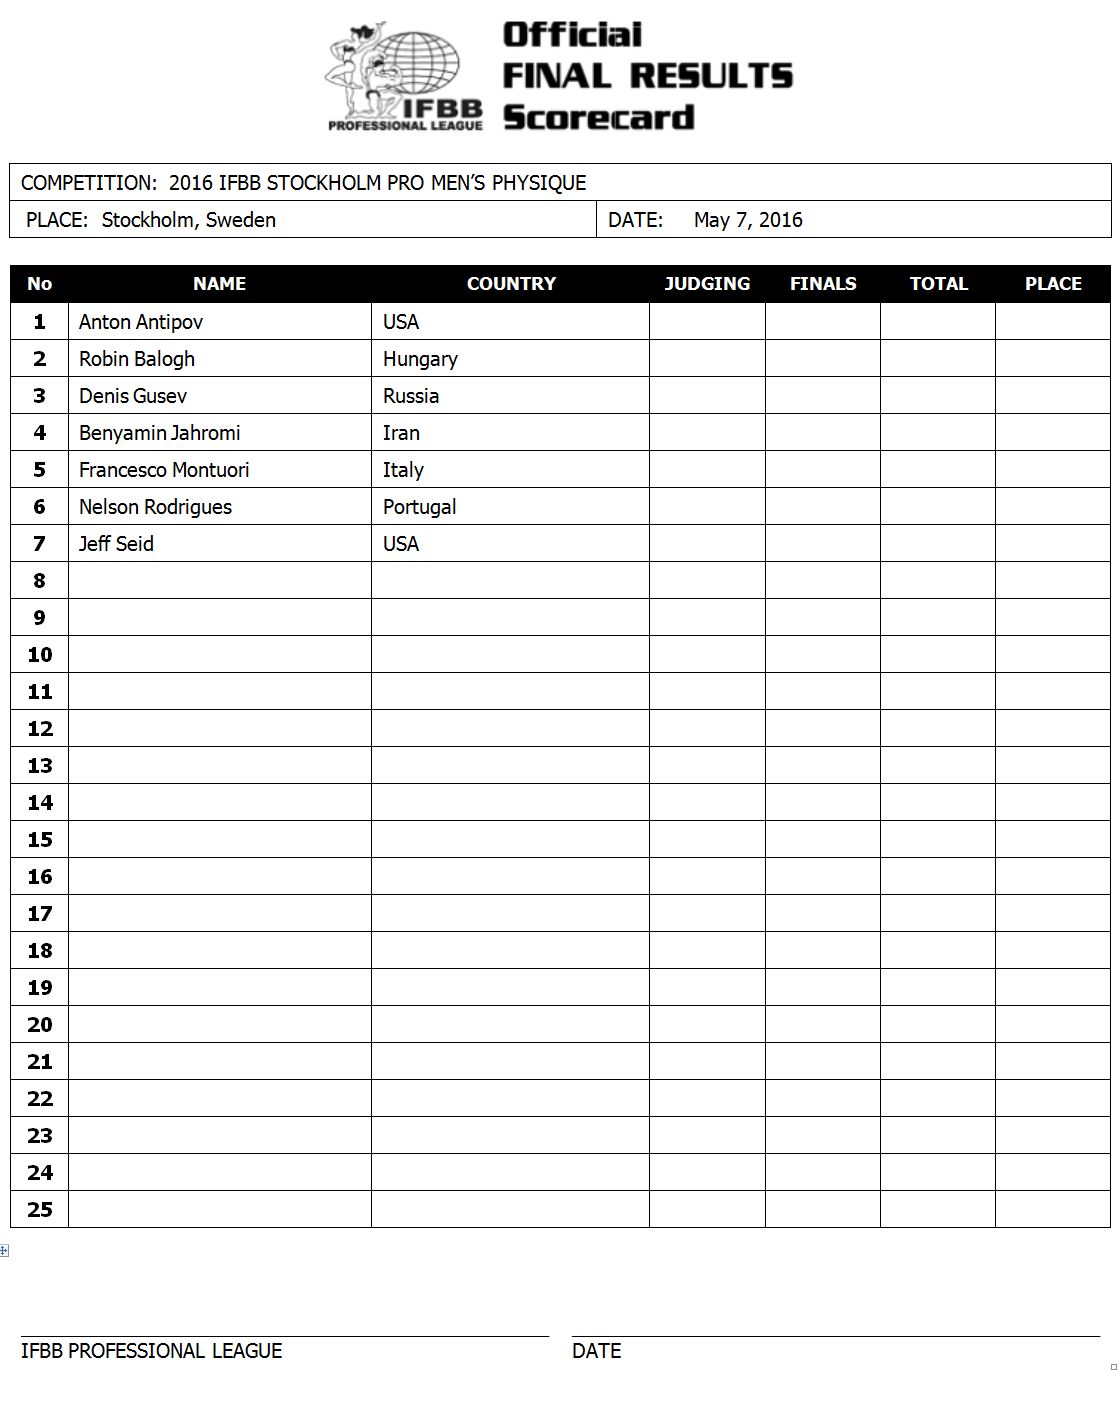 Official
FINAL RESULTS
Scorecard
IFBB
PROFESSIONAL LEAGUE
COMPETITION: 2016 IFBB STOCKHOLM PRO MEN'S PHYSIQUE
PLACE: Stockholm, Sweden DATE: May 7, 2016
No NAME COUNTRY JUDGING FINALS TOTAL PLACE
1 Anton Antipov USA
2 Robin Balogh Hungary
3 Denis Gusev Russia
4 Benyamin Jahromi Iran
5 Francesco Montuori Italy
6 Nelson Rodrigues Portugal
7 Jeff Seid USA
8
9
10
11
12
13
14
15
16
17
18
19
20
21
22
23
24
25
IFBB PROFESSIONAL LEAGUE DATE